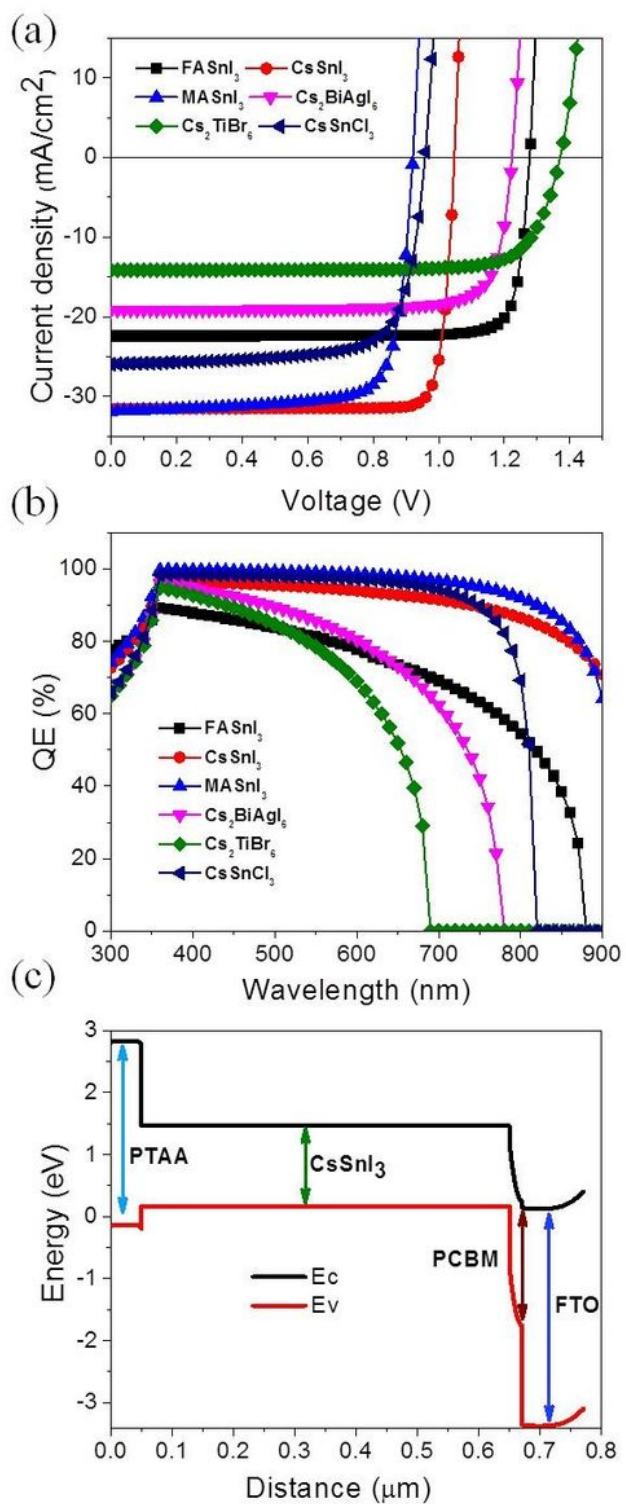 (a)
Current density (mA/cm2)
10
0
-10
-20
-30
FASnI₃ CsSnI₃
MASnI₃ Cs₂BiAgI₆
Cs₂TiBr₆ CsSnCl₃
0.0 0.2 0.4 0.6 0.8 1.0 1.2 1.4
Voltage (V)
(b)
QE (%)
100
80
60
40
20
0
FASnI₃
CsSnI₃
MASnI₃
Cs₂BiAgI₆
Cs₂TiBr₆
CsSnCl₃
300 400 500 600 700 800 900
Wavelength (nm)
(c)
Energy (eV)
3
2
1
0
-1
-2
-3
PTAA
CsSnI₃
PCBM
FTO
Ec
Ev
0.0 0.1 0.2 0.3 0.4 0.5 0.6 0.7 0.8
Distance (μm)